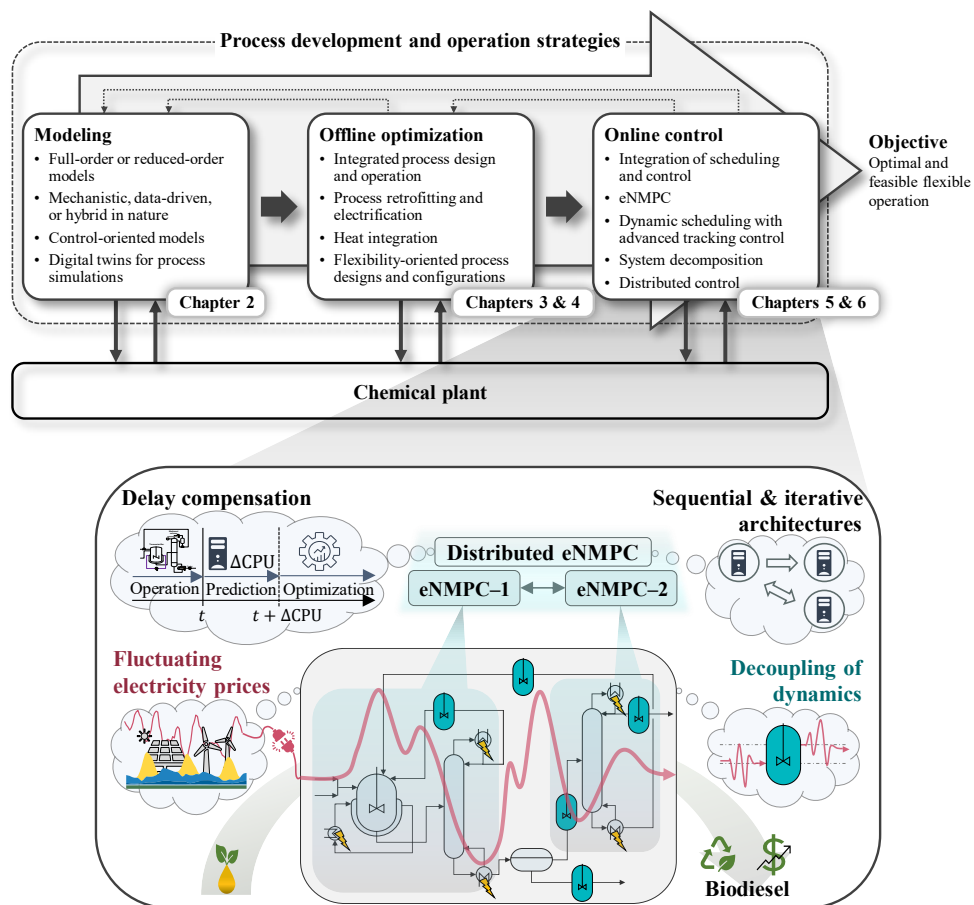 Process development and operation strategies
Modeling
• Full-order or reduced-order
models
• Mechanistic, data-driven,
or hybrid in nature
• Control-oriented models
• Digital twins for process
simulations
Chapter 2
Offline optimization
• Integrated process design
and operation
• Process retrofitting and
electrification
• Heat integration
• Flexibility-oriented process
designs and configurations
Chapters 3 & 4
Online control
• Integration of scheduling
and control
• eNMPC
• Dynamic scheduling with
advanced tracking control
• System decomposition
• Distributed control
Chapters 5 & 6
Objective
Optimal and
feasible flexible
operation
Chemical plant
Delay compensation
ΔCPU
Operation
Prediction
Optimization
t
t + ΔCPU
Distributed eNMPC
eNMPC–1
eNMPC–2
Sequential & iterative
architectures
Fluctuating
electricity prices
Decoupling of
dynamics
Biodiesel